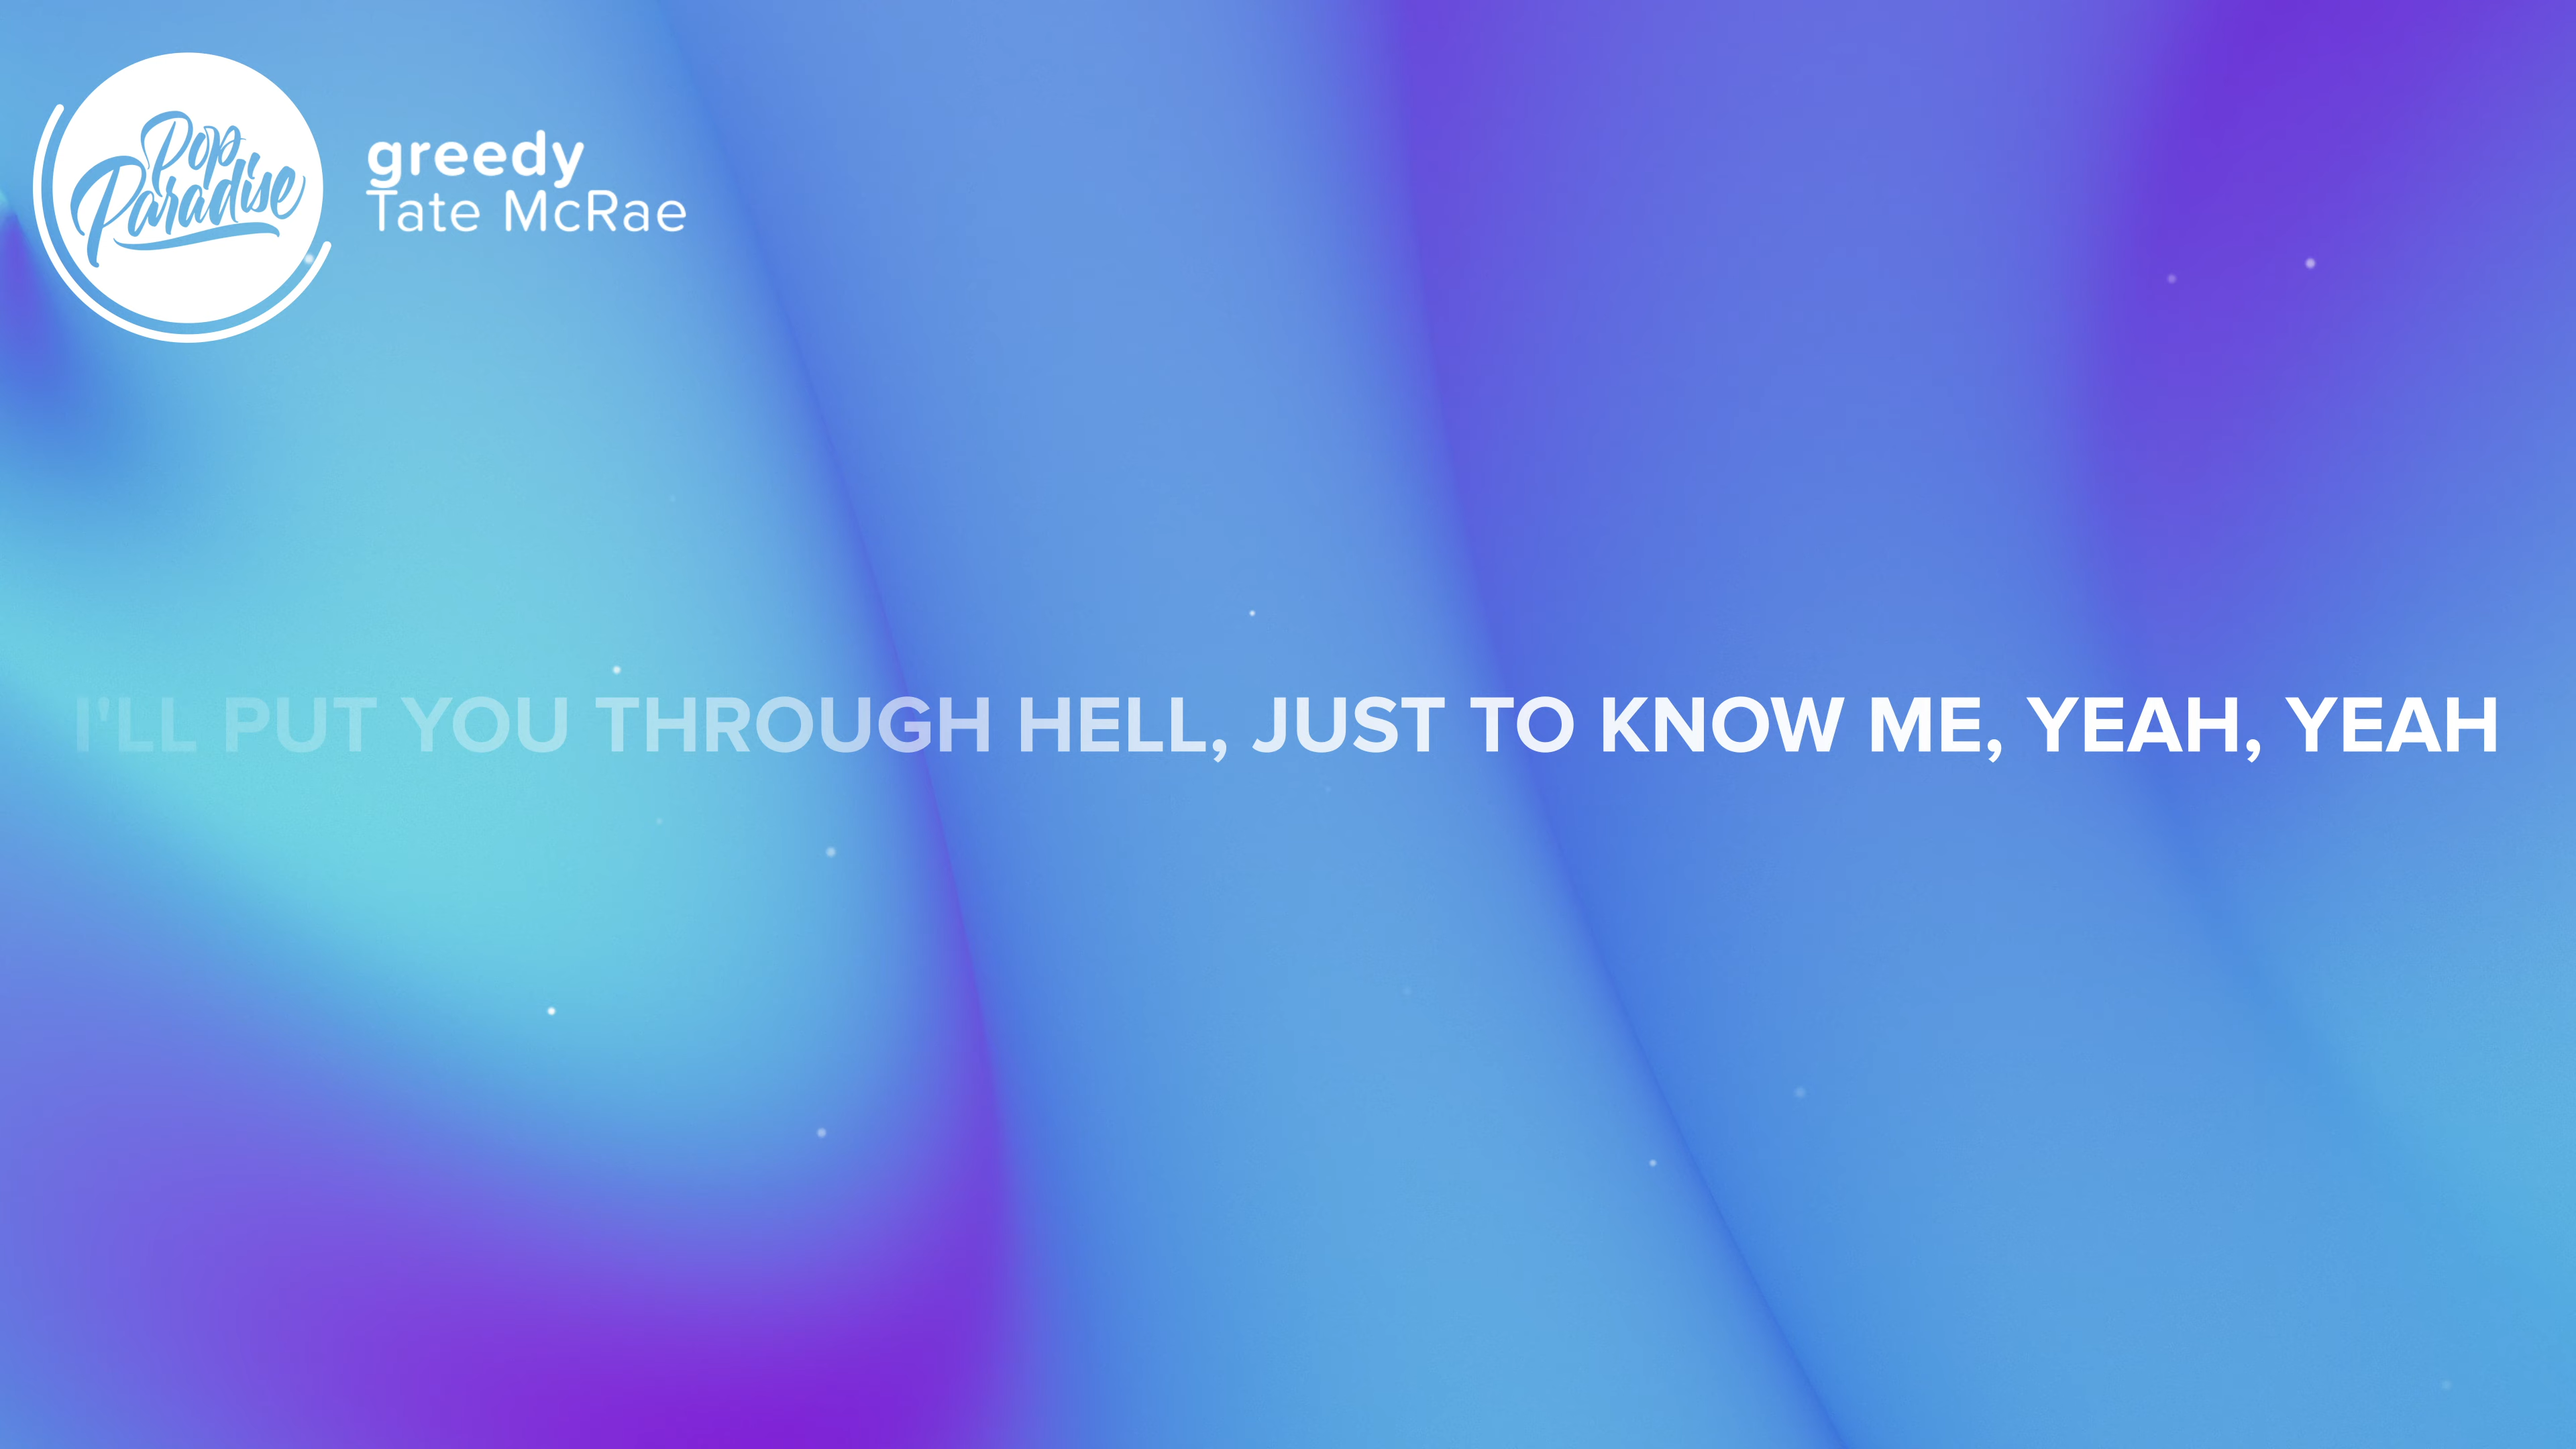 Pop
Paradise
greedy
Tate McRae
I'LL PUT YOU THROUGH HELL, JUST TO KNOW ME, YEAH, YEAH